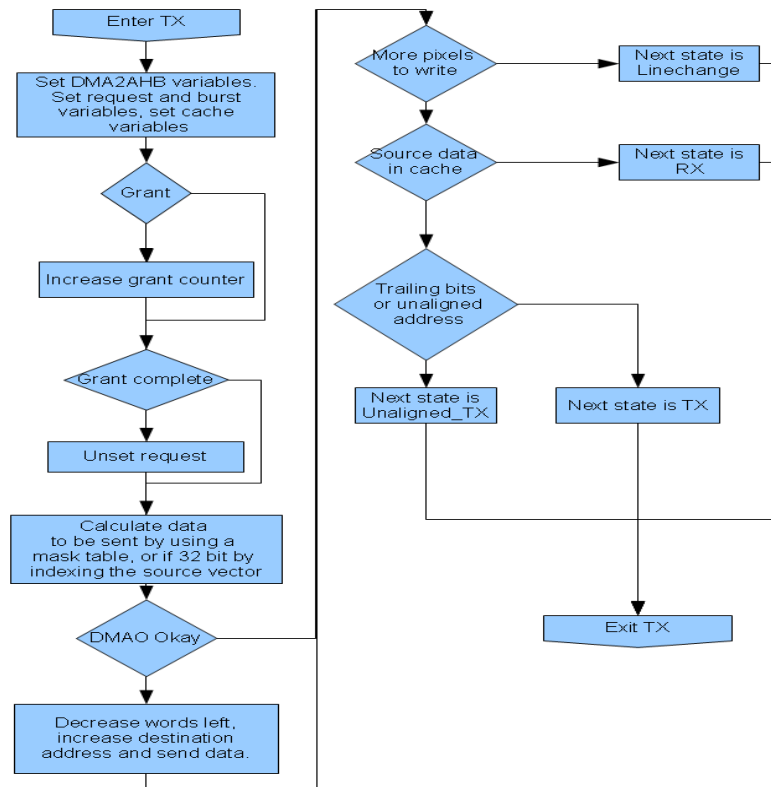 Enter TX
Set DMA2AHB variables.
Set request and burst
variables, set cache
variables
Grant
Increase grant counter
Grant complete
Unset request
Calculate data
to be sent by using a
mask table, or if 32 bit by
indexing the source vector
DMAO Okay
Decrease words left,
increase destination
address and send data.
More pixels
to write
Next state is
Linechange
Source data
in cache
Next state is
RX
Trailing bits
or unaligned
address
Next state is
Unaligned_TX
Next state is TX
Exit TX